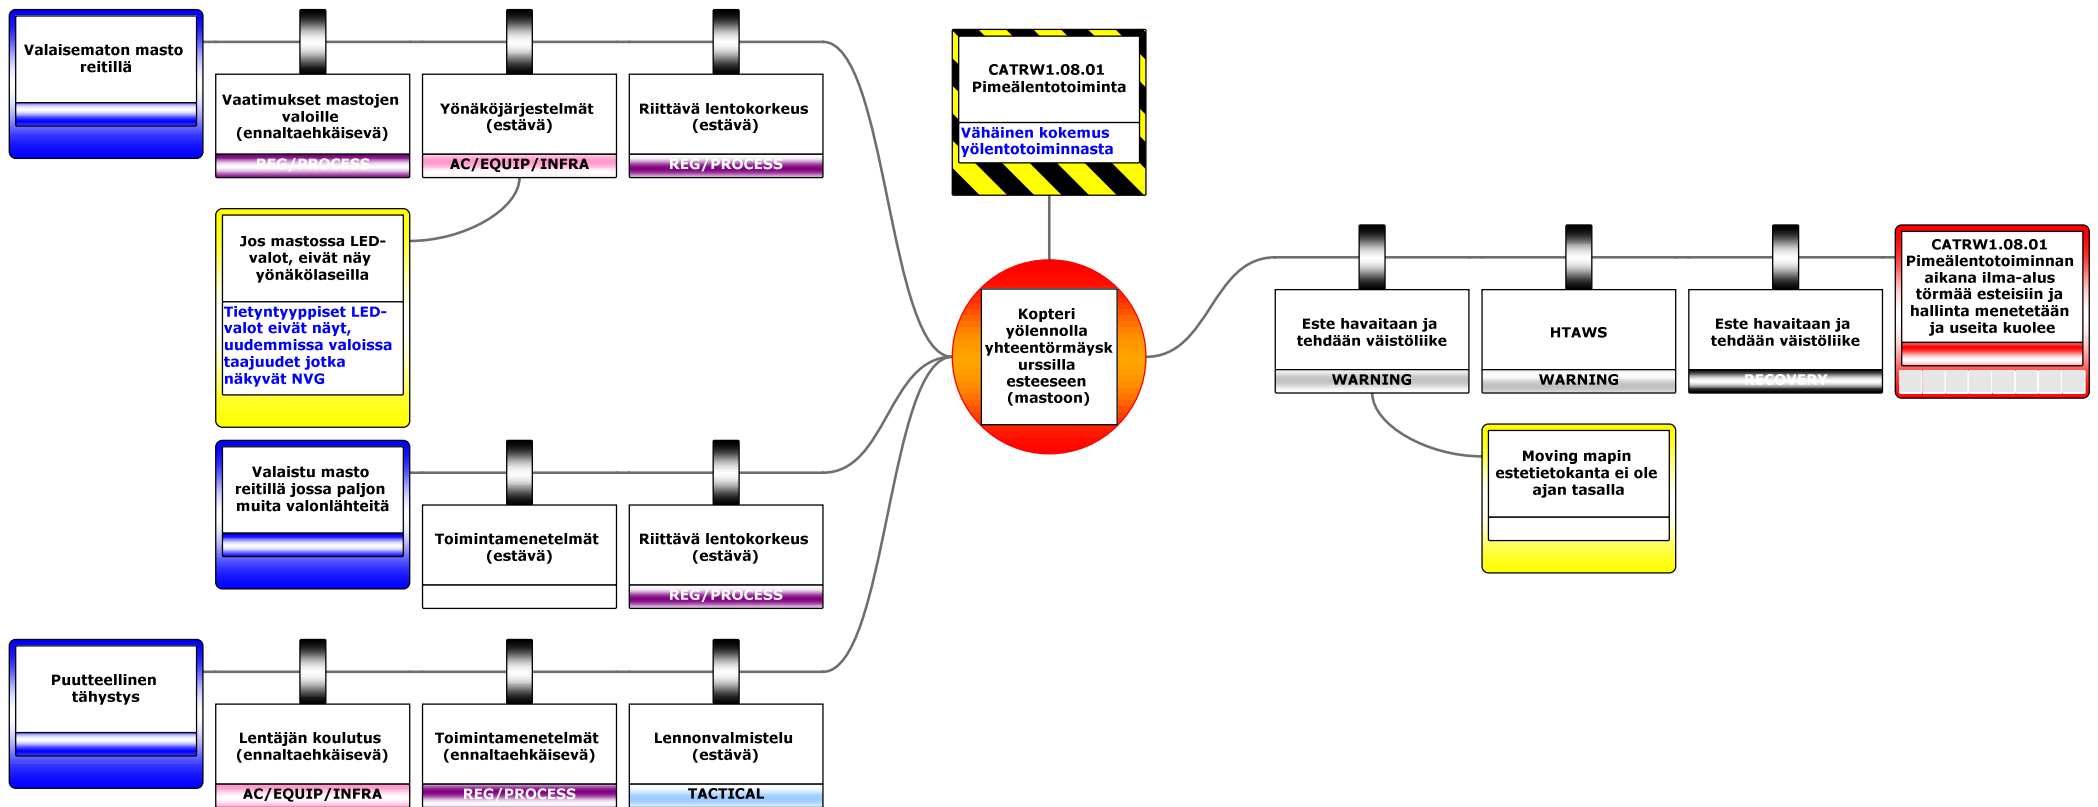 Valaisematon masto
reitillä
Vaatimukset mastojen
valoille
(ennaltaehkäisevä)
REG/PROCESS
Yönäköjärjestelmät
(estävä)
AC/EQUIP/INFRA
Riittävä lentokorkeus
(estävä)
REG/PROCESS
Jos mastossa LED-
valot, eivät näy
yönäkölaseilla
Tietyntyyppiset LED-
valot eivät näyt,
uudemmissa valoissa
taajuudet jotka
näkyvät NVG
Valaistu masto
reitillä jossa paljon
muita valonlähteitä
Toimintamenetelmät
(estävä)
Riittävä lentokorkeus
(estävä)
REG/PROCESS
Puutteellinen
tähystys
Lentäjän koulutus
(ennaltaehkäisevä)
AC/EQUIP/INFRA
Toimintamenetelmät
(ennaltaehkäisevä)
REG/PROCESS
Lennonvalmistelu
(estävä)
TACTICAL
CATRW1.08.01
Pimeälentotoiminta
Vähäinen kokemus
yölentotoiminnasta
Kopteri
yölennolla
yhteentörmäysk
urssilla
esteeseen
(mastoon)
Este havaitaan ja
tehdään väistöliike
WARNING
HTAWS
WARNING
Este havaitaan ja
tehdään väistöliike
RECOVERY
CATRW1.08.01
Pimeälentotoiminnan
aikana ilma-alus
törmää esteisiin ja
hallinta menetetään
ja useita kuolee
Moving mapin
estetietokanta ei ole
ajan tasalla